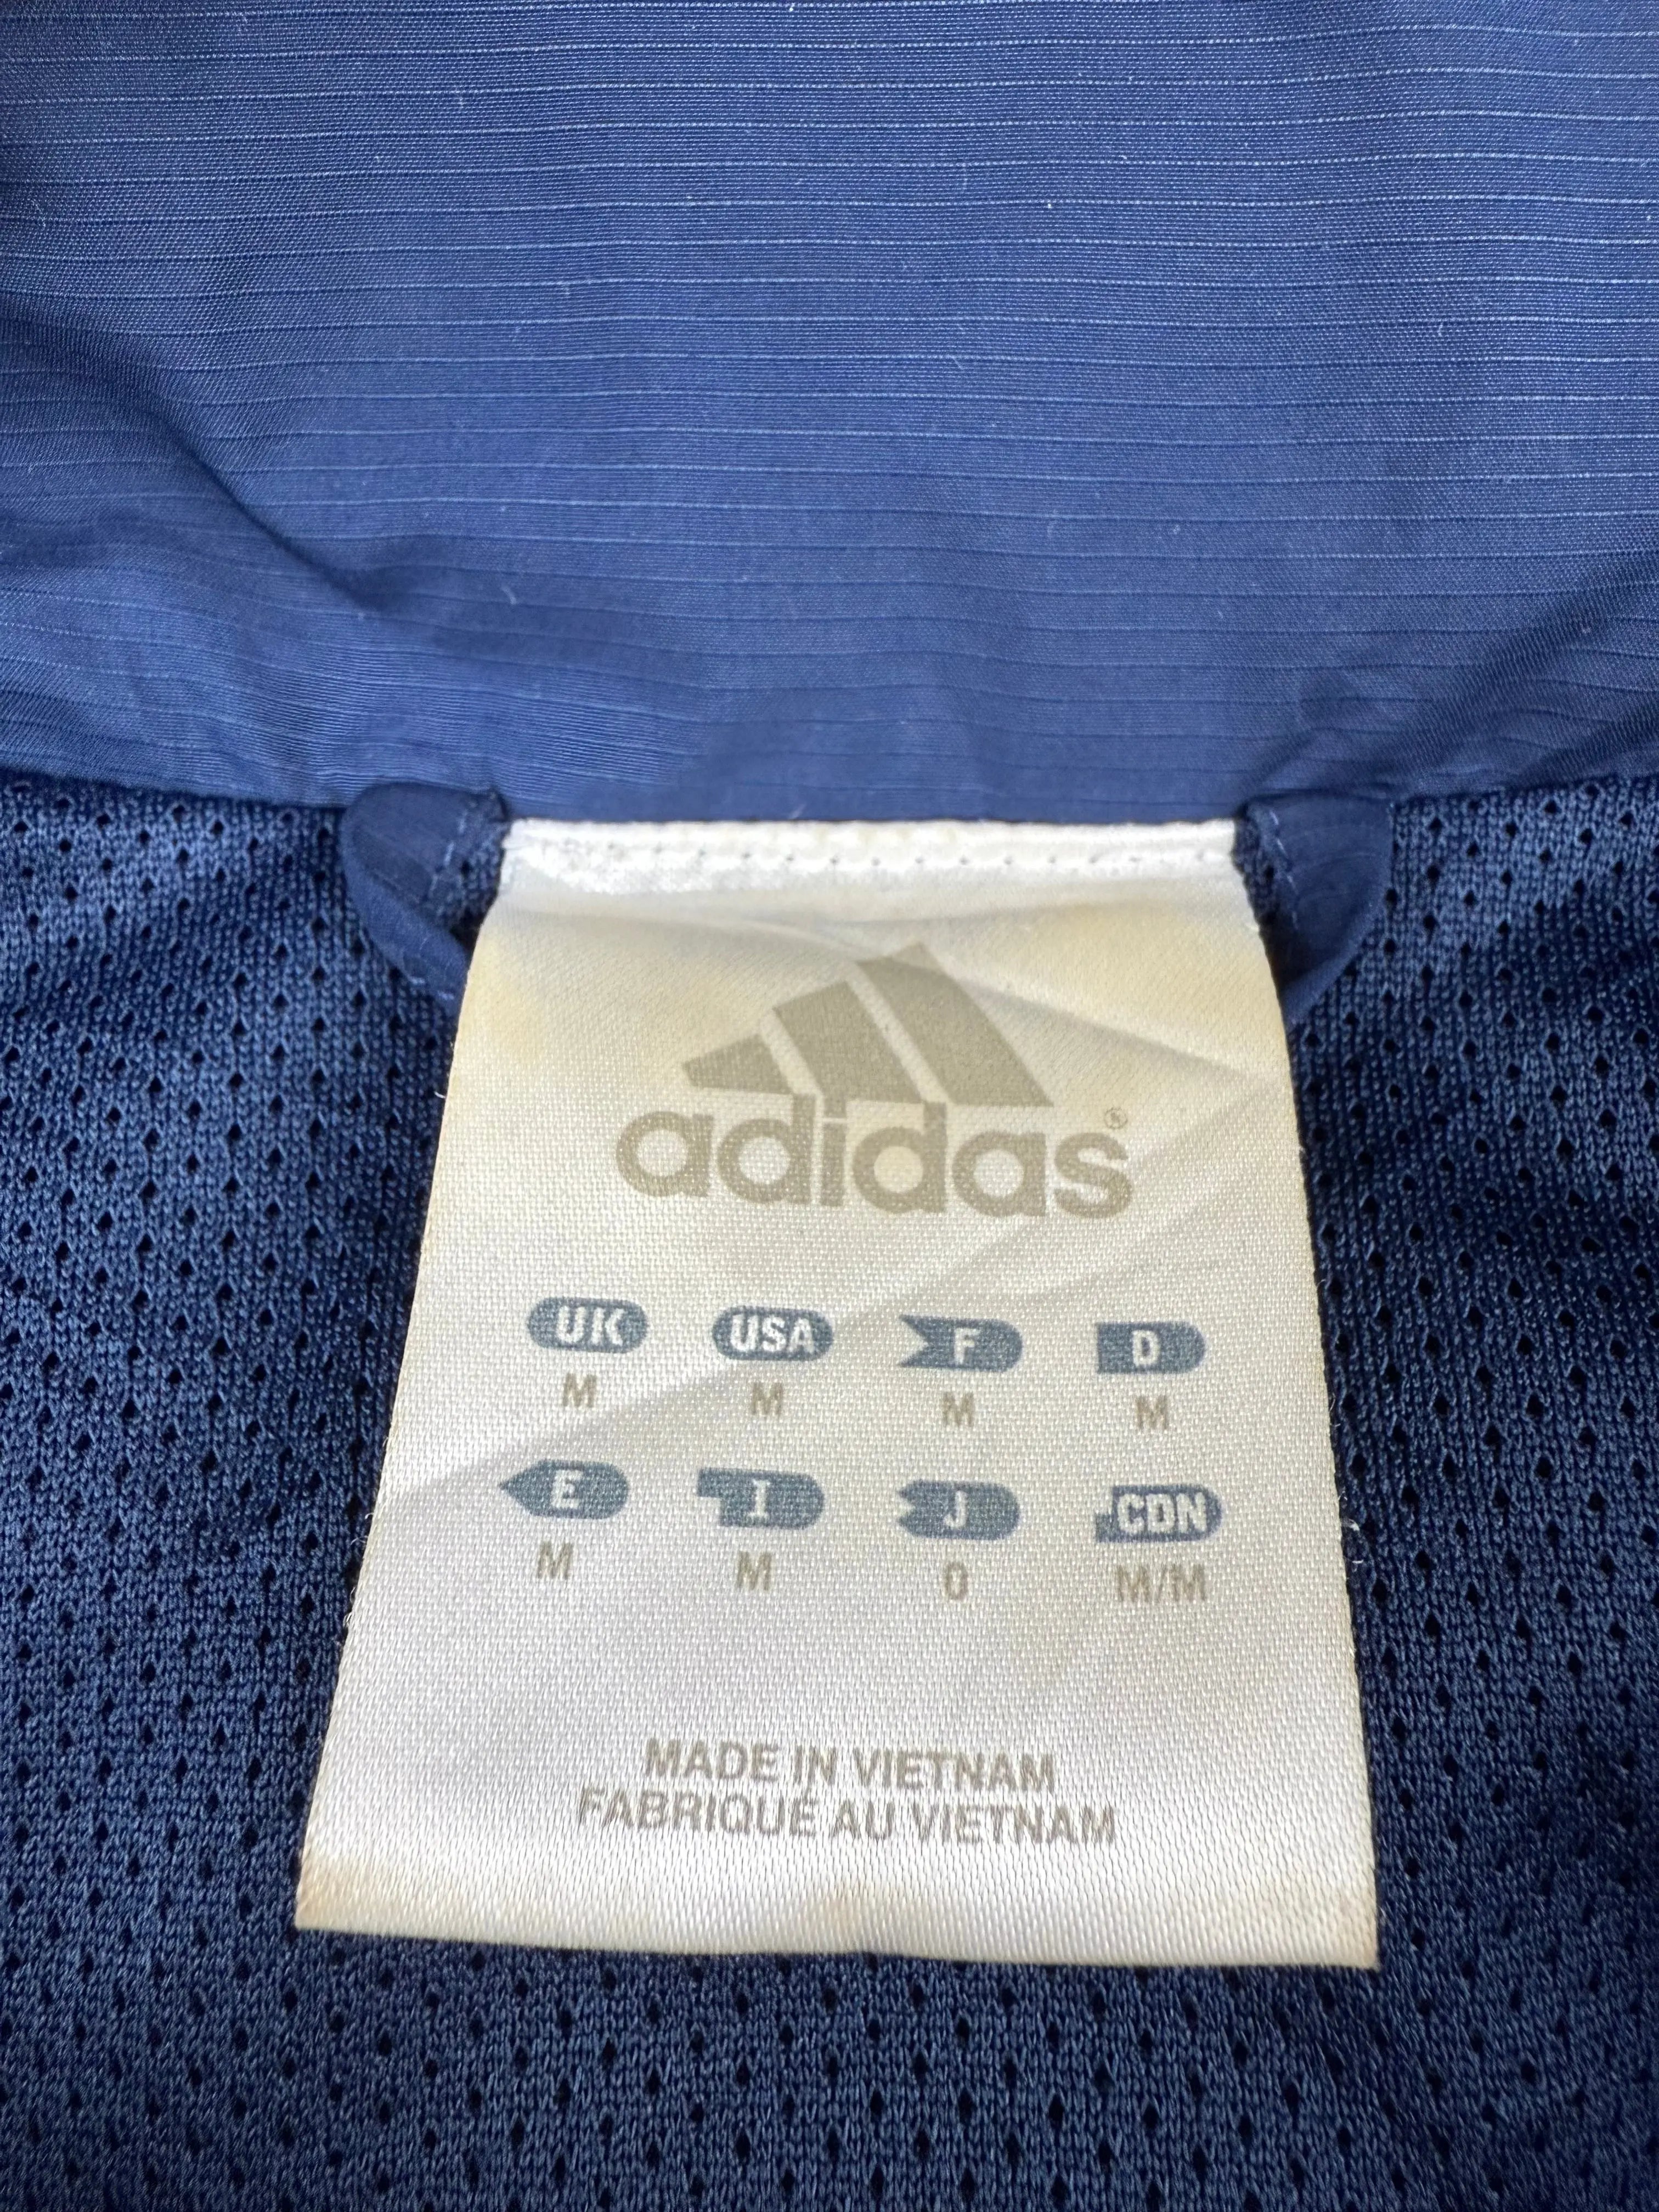 adidas®
UK USA F D
M M M M
E I J CDN
M M O M/M
MADE IN VIETNAM
FABRIQUÉ AU VIETNAM